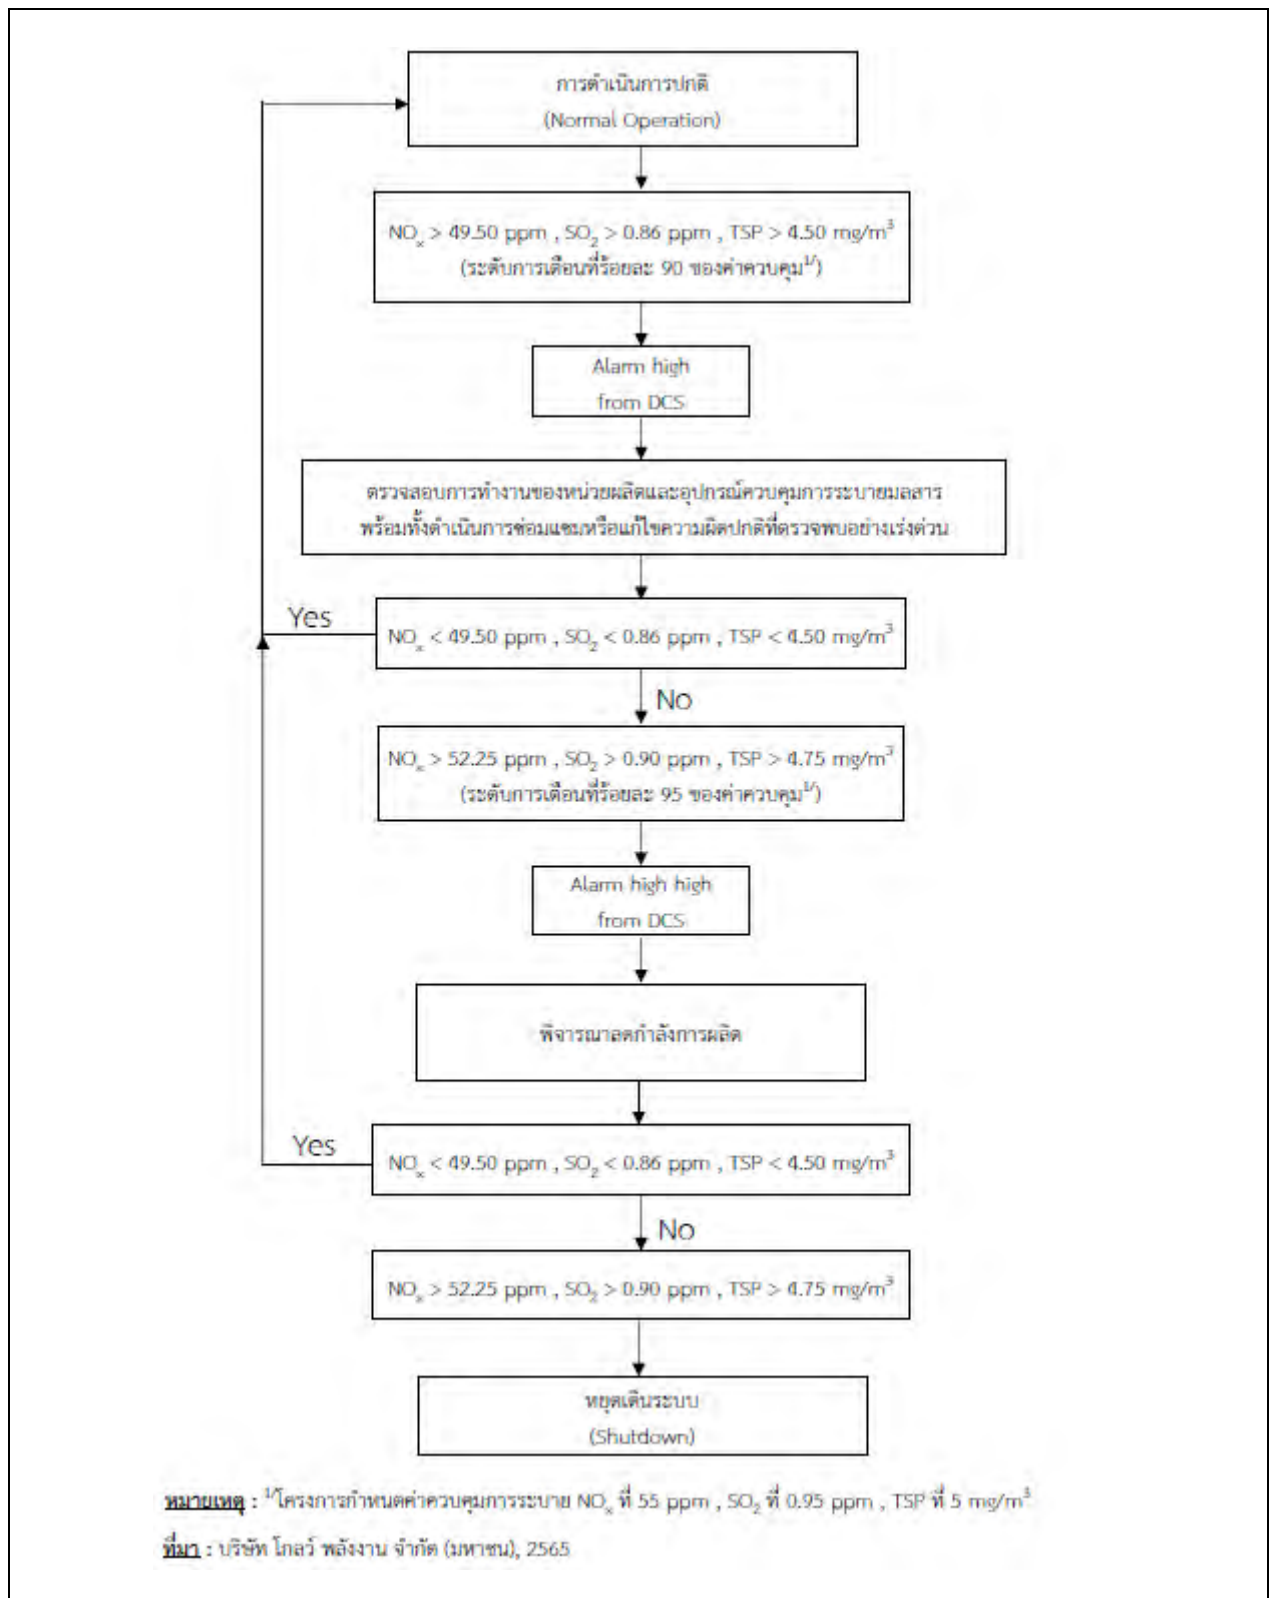 การดำเนินการปกติ
(Normal Operation)
NOₓ > 49.50 ppm , SO₂ > 0.86 ppm , TSP > 4.50 mg/m³
(ระดับการเตือนที่ร้อยละ 90 ของค่าควบคุม¹/)
Alarm high
from DCS
ตรวจสอบการทำงานของหน่วยผลิตและอุปกรณ์ควบคุมการระบายมลสาร
พร้อมทั้งดำเนินการซ่อมแซมหรือแก้ไขความผิดปกติที่ตรวจพบอย่างเร่งด่วน
Yes
NOₓ < 49.50 ppm , SO₂ < 0.86 ppm , TSP < 4.50 mg/m³
No
NOₓ > 52.25 ppm , SO₂ > 0.90 ppm , TSP > 4.75 mg/m³
(ระดับการเตือนที่ร้อยละ 95 ของค่าควบคุม¹/)
Alarm high high
from DCS
พิจารณาลดกำลังการผลิต
Yes
NOₓ < 49.50 ppm , SO₂ < 0.86 ppm , TSP < 4.50 mg/m³
No
NOₓ > 52.25 ppm , SO₂ > 0.90 ppm , TSP > 4.75 mg/m³
หยุดเดินระบบ
(Shutdown)
หมายเหตุ : ¹/โครงการกำหนดค่าควบคุมการระบาย NOₓ ที่ 55 ppm , SO₂ ที่ 0.95 ppm , TSP ที่ 5 mg/m³
ที่มา : บริษัท โกลว์ พลังงาน จำกัด (มหาชน), 2565